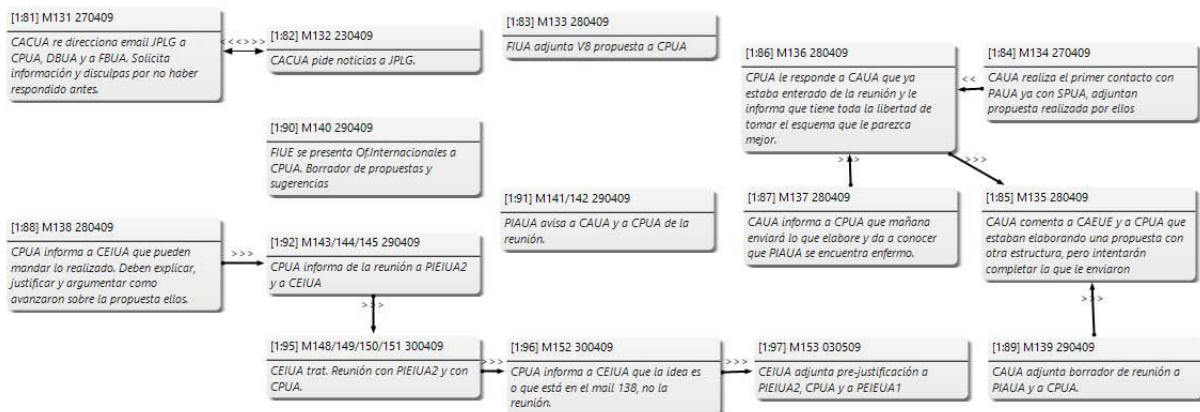 [1:81] M131 270409
CACUA re direcciona email JPLG a
CPUA, DBUA y a FBUA. Solicita
información y disculpas por no haber
respondido antes.
<<<>>>
[1:82] M132 230409
CACUA pide noticias a JPLG.
[1:83] M133 280409
FIUA adjunta V8 propuesta a CPUA
[1:86] M136 280409
CPUA le responde a CAUA que ya
estaba enterado de la reunión y le
informa que tiene toda la libertad de
tomar el esquema que le parezca
mejor.
<<
[1:84] M134 270409
CAUA realiza el primer contacto con
PAUA ya con SPUA, adjuntan
propuesta realizada por ellos
[1:90] M140 290409
FIUE se presenta Of.Internacionales a
CPUA. Borrador de propuestas y
sugerencias
>>>
>>>
[1:91] M141/142 290409
PIAUA avisa a CAUA y a CPUA de la
reunión.
[1:87] M137 280409
CAUA informa a CPUA que mañana
enviará lo que elabore y da a conocer
que PIAUA se encuentra enfermo.
[1:85] M135 280409
CAUA comenta a CAEUE y a CPUA que
estaban elaborando una propuesta con
otra estructura, pero intentarán
completar la que le enviaron
[1:88] M138 280409
CPUA informa a CEIUA que pueden
mandar lo realizado. Deben explicar,
justificar y argumentar como
avanzaron sobre la propuesta ellos.
>>>
[1:92] M143/144/145 290409
CPUA informa de la reunión a PIEIUA2
y a CEIUA
>>>
>>>
[1:95] M148/149/150/151 300409
CEIUA trat. Reunión con PIEIUA2 y con
CPUA.
>>>
[1:96] M152 300409
CPUA informa a CEIUA que la idea es
o que está en el mail 138, no la
reunión.
>>>
[1:97] M153 030509
CEIUA adjunta pre-justificación a
PIEIUA2, CPUA y a PEIEUA1
[1:89] M139 290409
CAUA adjunta borrador de reunión a
PIAUA y a CPUA.